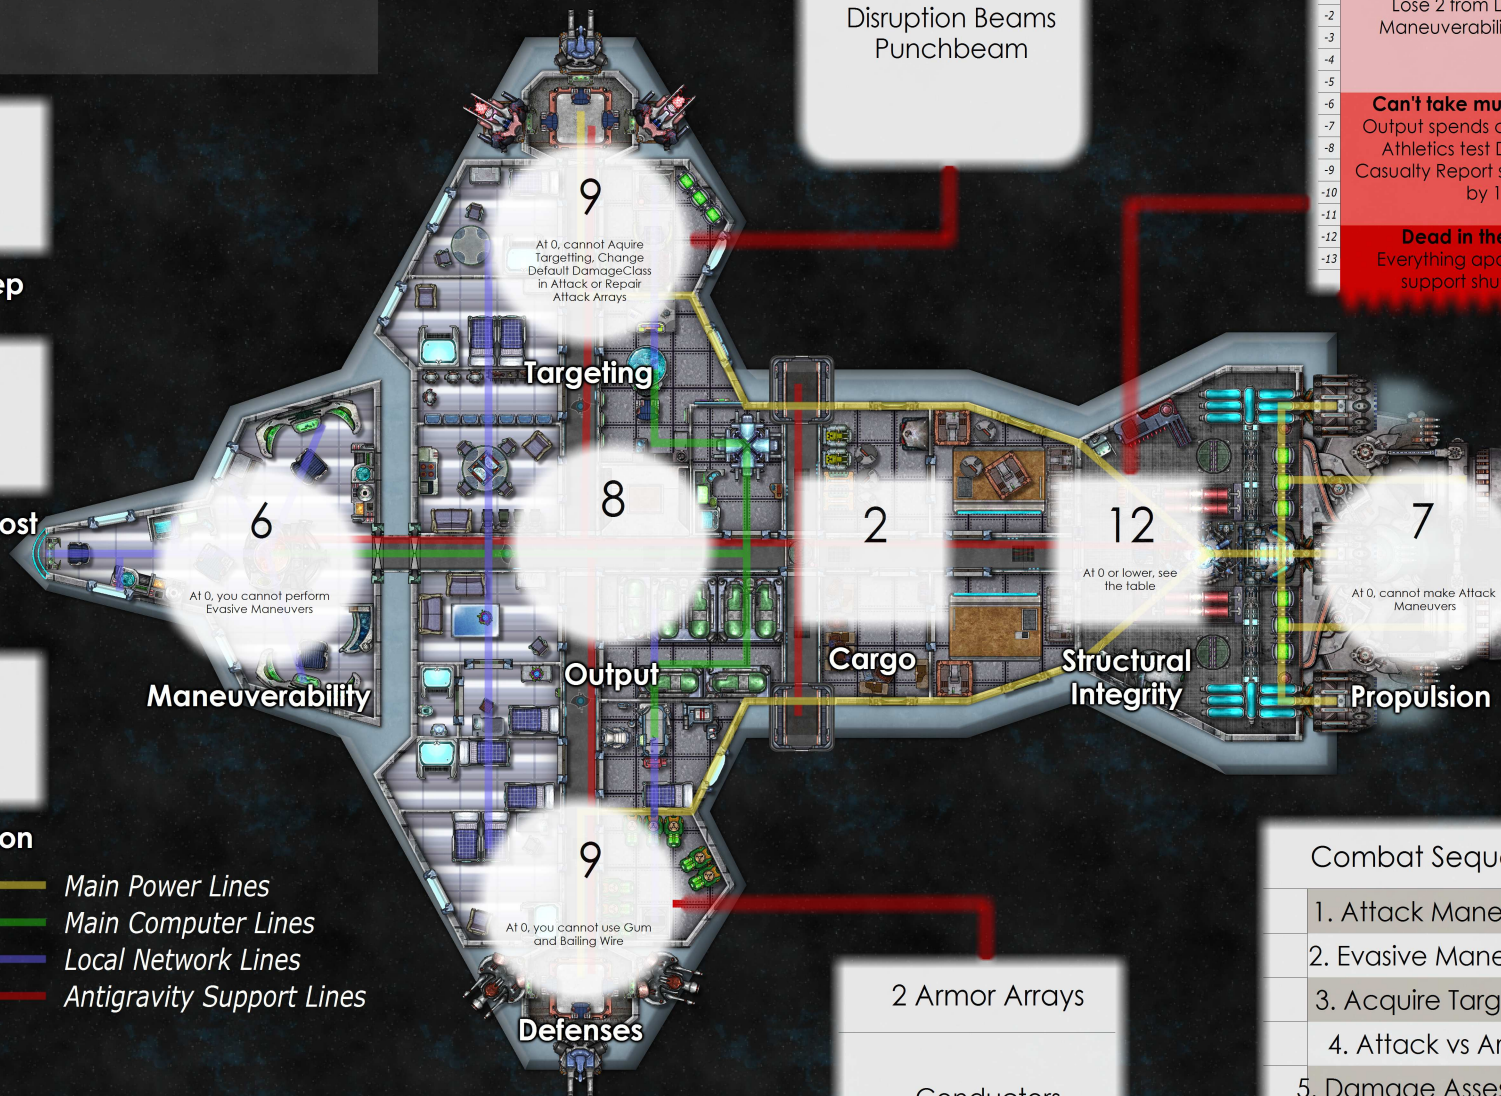 Disruption Beams
Punchbeam
-2
-3
-4
-5
-6
-7
-8
-9
-10
-11
-12
-13
Lose 2 from
Maneuverabili
Can't take mu
Output spends
Athletics test
Casualty Report s
by 1
Dead in the
Everything apa
support shu
9
At 0, cannot Aquire
Targetting, Change
Default DamageClass
in Attack or Repair
Attack Arrays
Targeting
ep
ost
on
6
At 0, you cannot perform
Evasive Maneuvers
Maneuverability
8
Output
2
Cargo
12
At 0 or lower, see
the table
Structural
Integrity
7
At 0, cannot make Attack
Maneuvers
Propulsion
9
At 0, you cannot use Gum
and Bailing Wire
Defenses
Main Power Lines
Main Computer Lines
Local Network Lines
Antigravity Support Lines
2 Armor Arrays
Conductors
Combat Sequ
1. Attack Mane
2. Evasive Mane
3. Acquire Targ
4. Attack vs Ar
5. Damage Asses